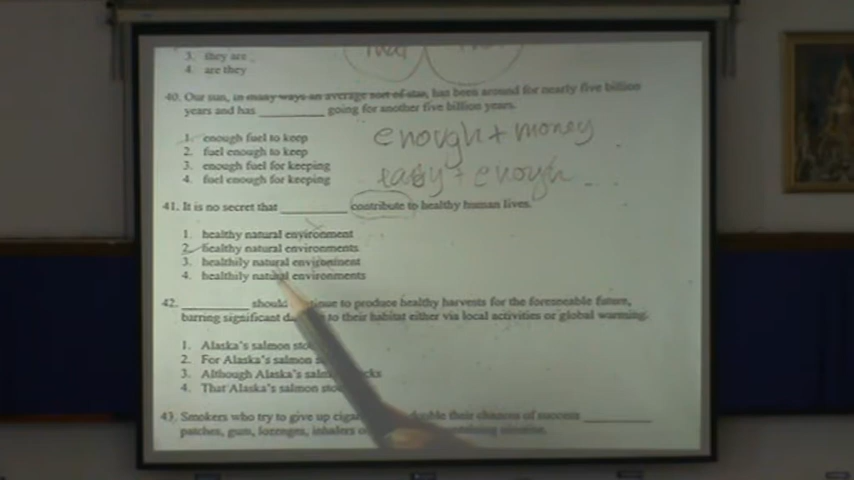 3. they are
4. are they
40. Our sun, in many ways an average sort of star, has been around for nearly five billion
years and has ________ going for another five billion years.
1. enough fuel to keep
2. fuel enough to keep
3. enough fuel for keeping
4. fuel enough for keeping
enough + money
easy + enough
41. It is no secret that ________ contribute to healthy human lives.
1. healthy natural environment
2. healthy natural environments
3. healthily natural environment
4. healthily natural environments
42. ________ should continue to produce healthy harvests for the foreseeable future,
barring significant to their habitat either via local activities or global warming.
1. Alaska's salmon
2. For Alaska's salmon
3. Although Alaska's
4. That Alaska's salmon
43. Smokers who try to give up their chances of success ________
patches, gum, lozenges, inhalers nicotine.